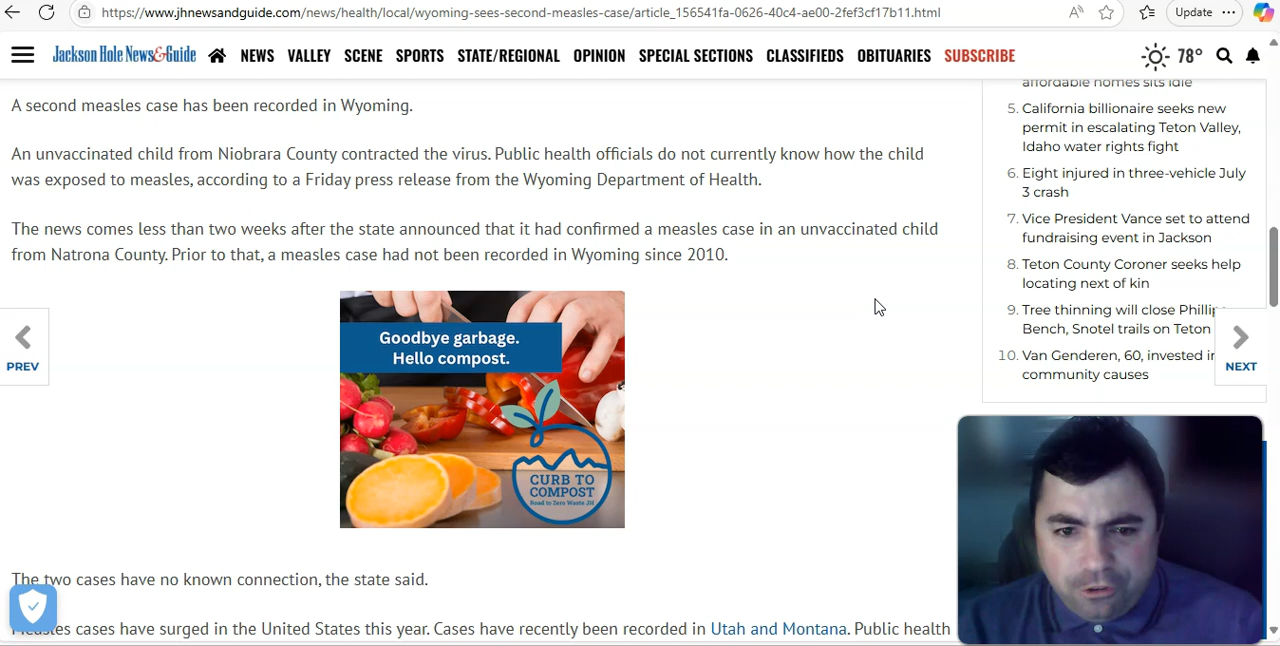 https://www.jhnewsandguide.com/news/health/local/wyoming-sees-second-measles-case/article_156541fa-0626-40c4-ae00-2fef3cf17b11.html
Update
Jackson Hole News&Guide
NEWS VALLEY SCENE SPORTS STATE/REGIONAL OPINION SPECIAL SECTIONS CLASSIFIEDS OBITUARIES SUBSCRIBE
78°
A second measles case has been recorded in Wyoming.
An unvaccinated child from Niobrara County contracted the virus. Public health officials do not currently know how the child
was exposed to measles, according to a Friday press release from the Wyoming Department of Health.
The news comes less than two weeks after the state announced that it had confirmed a measles case in an unvaccinated child
from Natrona County. Prior to that, a measles case had not been recorded in Wyoming since 2010.
PREV
Goodbye garbage.
Hello compost.
CURB TO
COMPOST
Road to Zero Waste JH
The two cases have no known connection, the state said.
Measles cases have surged in the United States this year. Cases have recently been recorded in Utah and Montana. Public health
affordable homes sits idle
5. California billionaire seeks new
permit in escalating Teton Valley,
Idaho water rights fight
6. Eight injured in three-vehicle July
3 crash
7. Vice President Vance set to attend
fundraising event in Jackson
8. Teton County Coroner seeks help
locating next of kin
9. Tree thinning will close Phillips
Bench, Snotel trails on Teton
10. Van Genderen, 60, invested in
community causes
NEXT